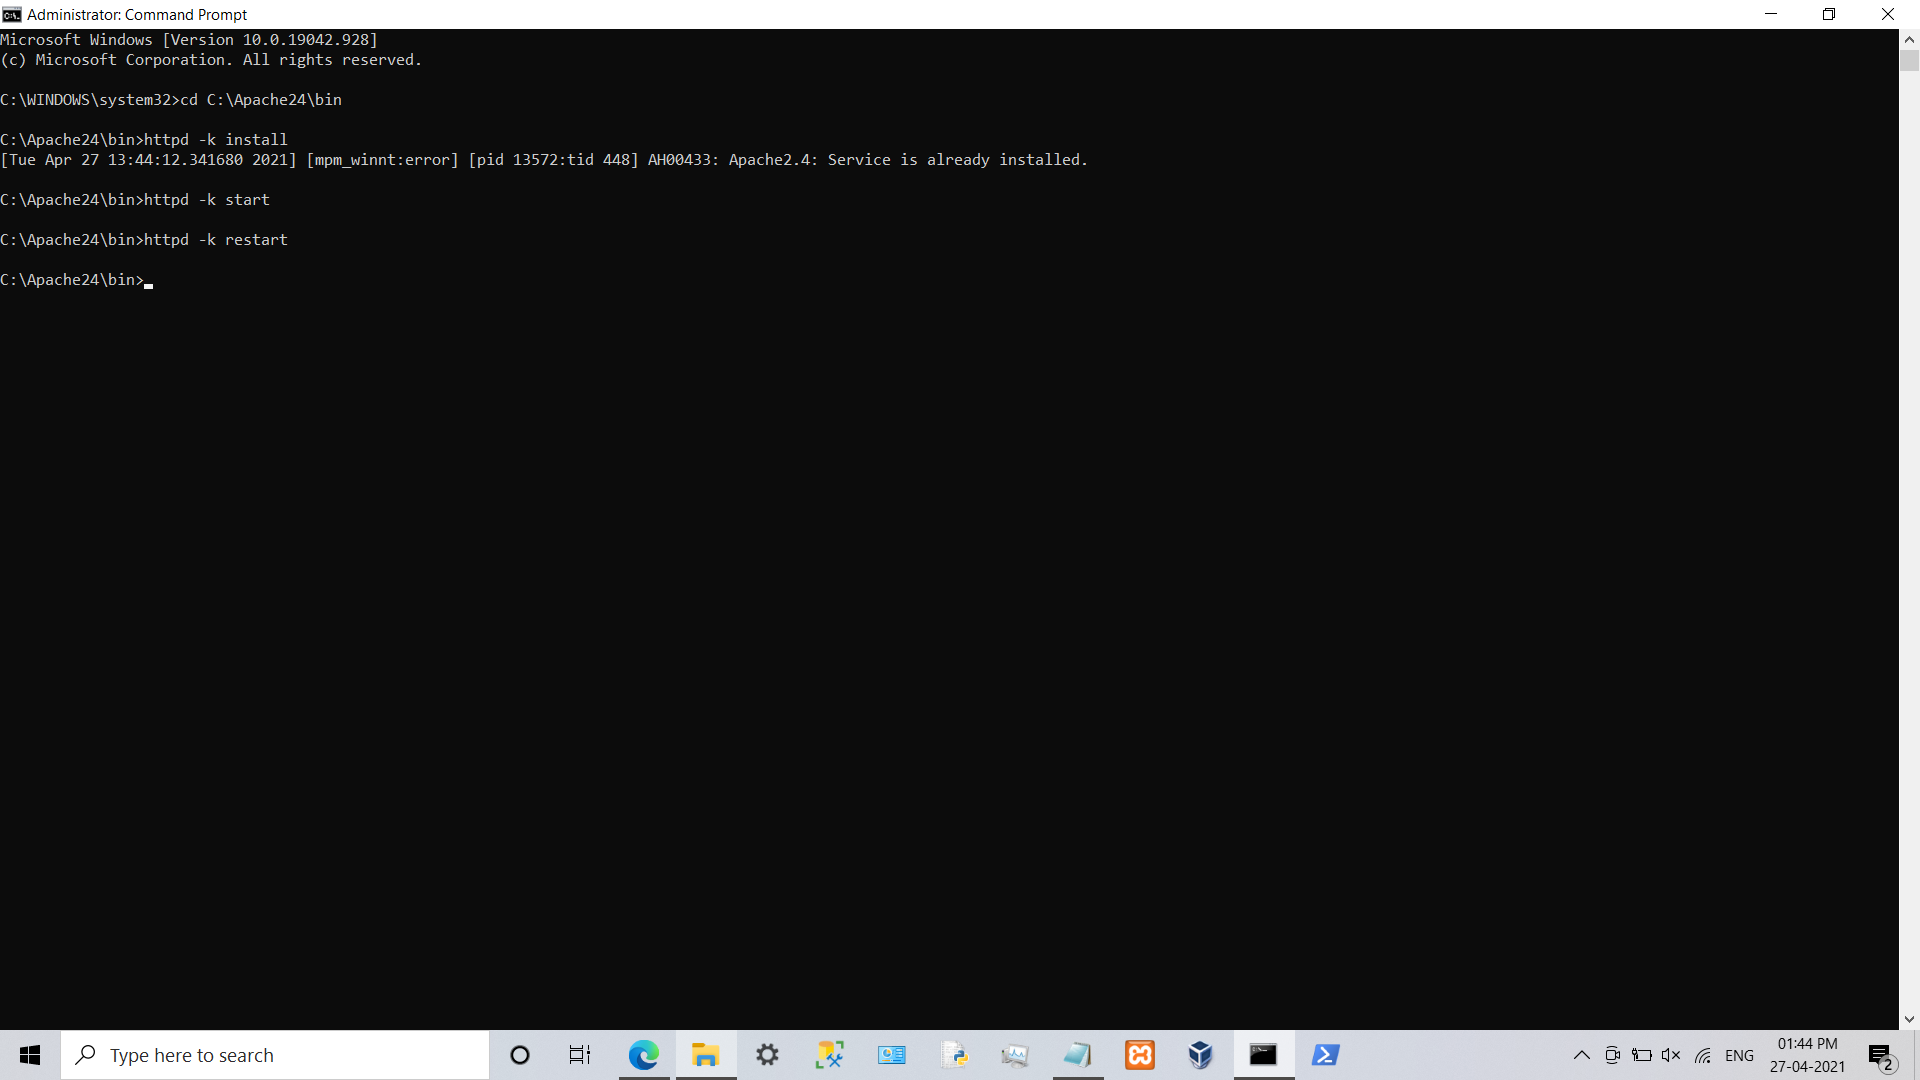 Administrator: Command Prompt
Microsoft Windows [Version 10.0.19042.928]
(c) Microsoft Corporation. All rights reserved.
C:\WINDOWS\system32>cd C:\Apache24\bin
C:\Apache24\bin>httpd -k install
[Tue Apr 27 13:44:12.341680 2021] [mpm_winnt:error] [pid 13572:tid 448] AH00433: Apache2.4: Service is already installed.
C:\Apache24\bin>httpd -k start
C:\Apache24\bin>httpd -k restart
C:\Apache24\bin>
Type here to search
ENG
01:44 PM
27-04-2021
2